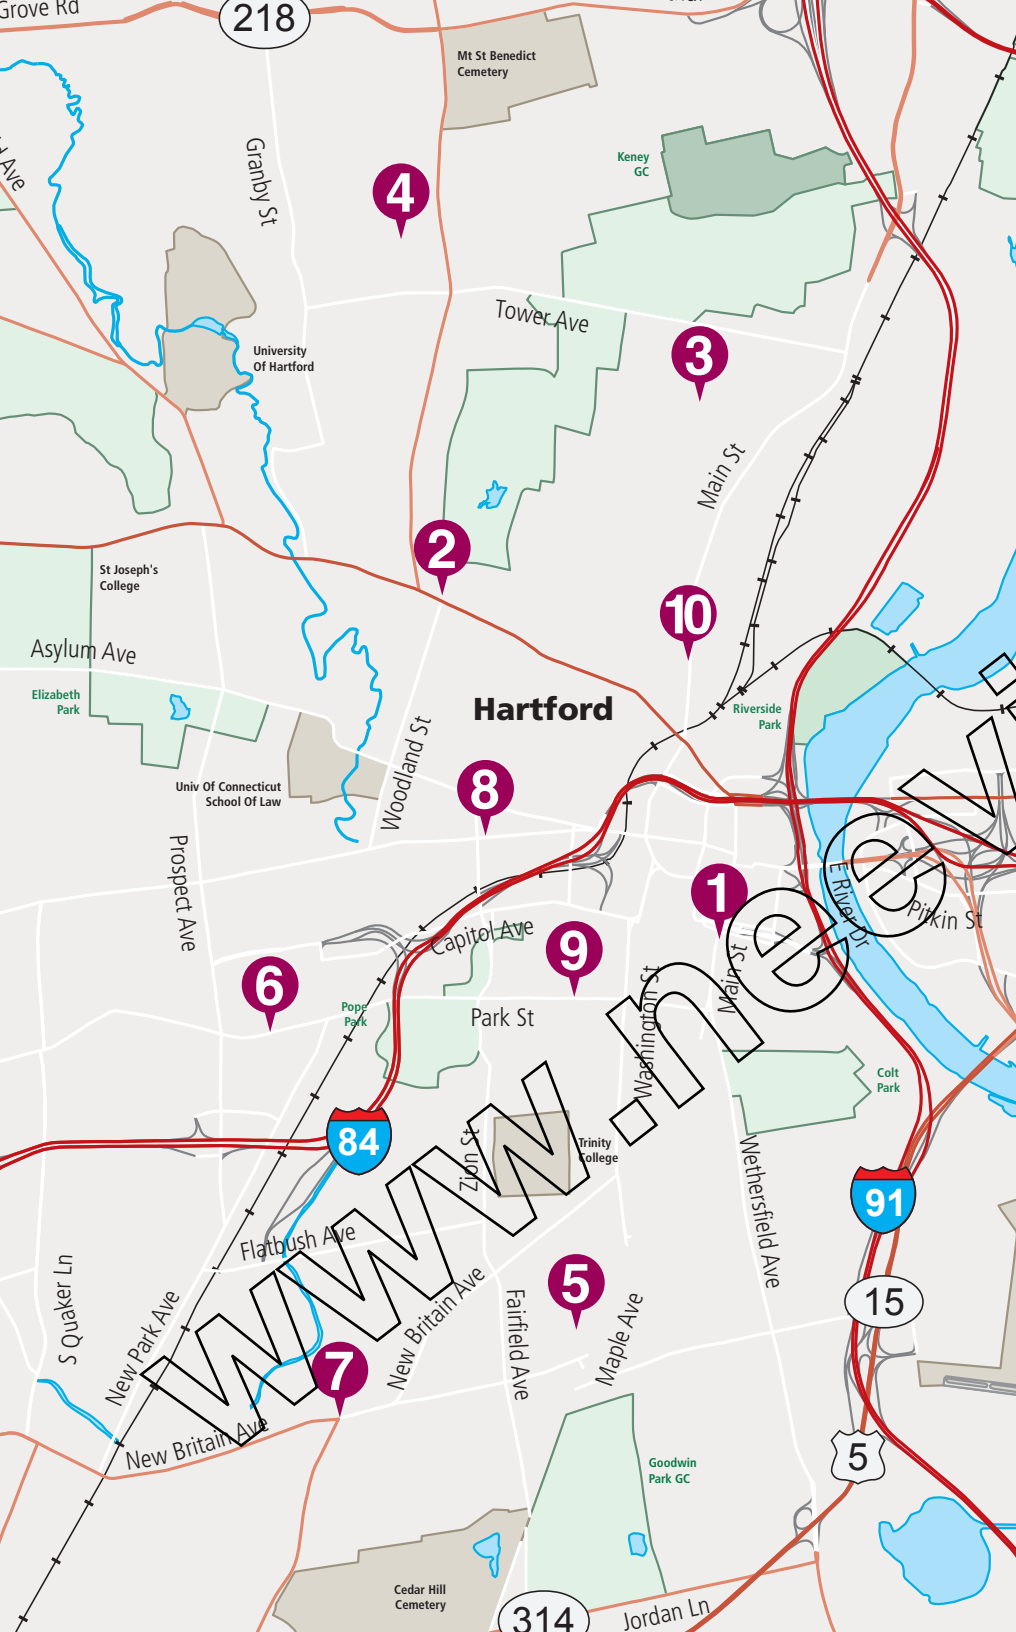 Grove Rd
218
Mt St Benedict
Cemetery
Granby St
Keney
GC
4
Tower Ave
University
Of Hartford
3
Main St
2
St Joseph's
College
10
Asylum Ave
Elizabeth
Park
Hartford
Riverside
Park
Woodland St
Univ Of Connecticut
School Of Law
8
Prospect Ave
1
E River Dr
Pitkin St
Capitol Ave
9
Main St
Washington St
6
Pope
Park
Park St
Colt
Park
84
Zion St
Trinity
College
Wethersfield Ave
91
Flatbush Ave
S Quaker Ln
New Park Ave
New Britain Ave
Fairfield Ave
5
Maple Ave
15
7
New Britain Ave
5
Goodwin
Park GC
Cedar Hill
Cemetery
314
Jordan Ln